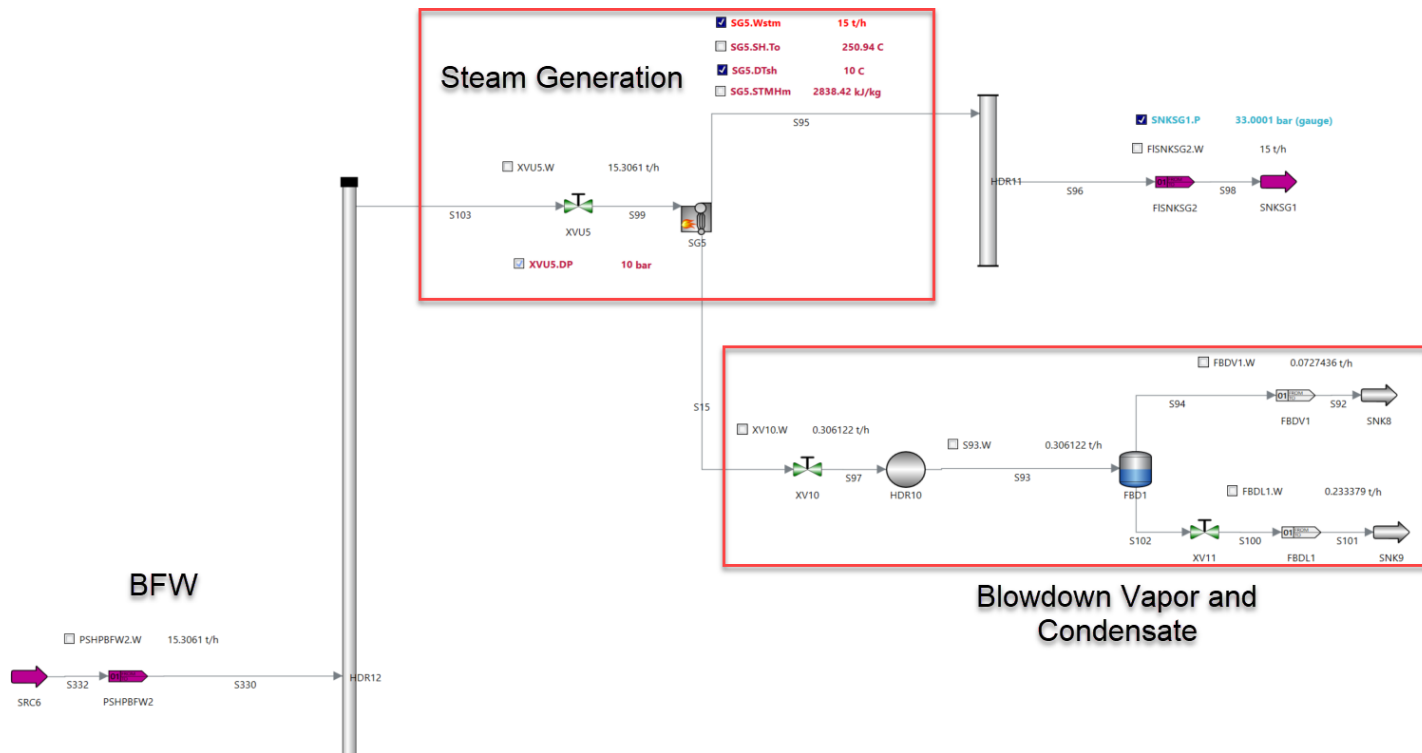 SG5.Wstm 15 t/h
SG5.SH.To 250.94 C
SG5.DTsh 10 C
SG5.STMHm 2838.42 kJ/kg
Steam Generation
S95
SNKSG1.P 33.0001 bar (gauge)
FISNKSG2.W 15 t/h
XVU5.W 15.3061 t/h
HDR11
S96
S98
FISNKSG2
SNKSG1
S103
S99
XVU5
SG5
XVU5.DP 10 bar
FBDV1.W 0.0727436 t/h
S15
S94
S92
FBDV1
SNK8
XV10.W 0.306122 t/h
S93.W 0.306122 t/h
S97
S93
XV10
HDR10
FBD1
FBDL1.W 0.233379 t/h
S102
S100
S101
XV11
FBDL1
SNK9
BFW
Blowdown Vapor and
Condensate
PSHPBFW2.W 15.3061 t/h
S332
S330
HDR12
SRC6
PSHPBFW2